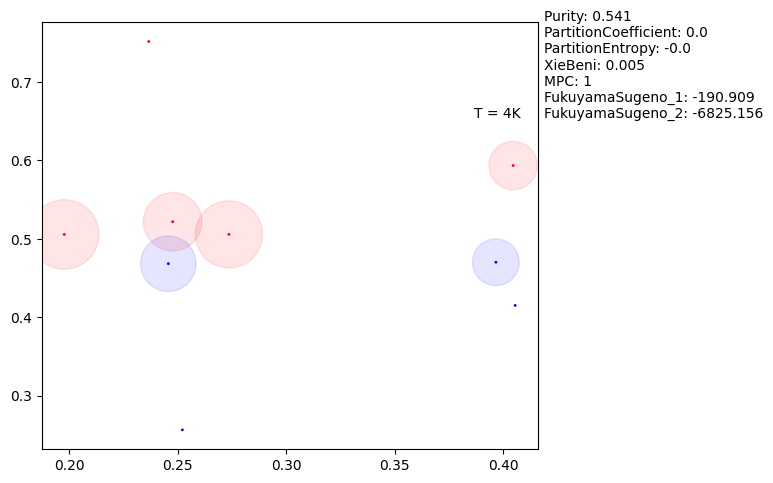 Purity: 0.541
PartitionCoefficient: 0.0
PartitionEntropy: -0.0
XieBeni: 0.005
MPC: 1
FukuyamaSugeno_1: -190.909
FukuyamaSugeno_2: -6825.156
T = 4K
0.7
0.6
0.5
0.4
0.3
0.20 0.25 0.30 0.35 0.40